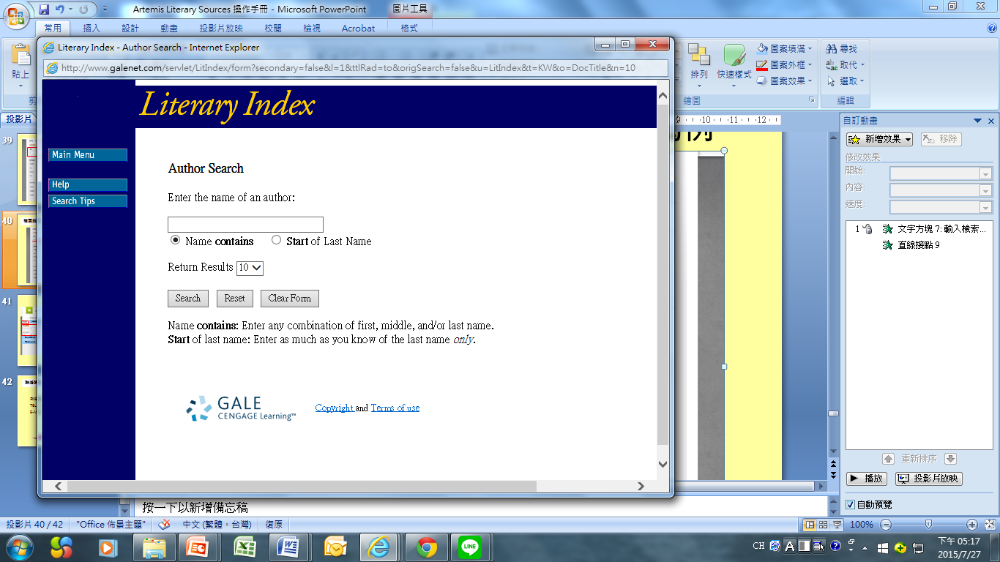 Artemis Literary Sources 操作手冊 - Microsoft PowerPoint
圖片工具
常用 插入 設計 動畫 投影片放映 校閱 檢視 Acrobat 格式
貼上
排列
快速樣式
圖案填滿
圖案外框
圖案效果
繪圖
尋找
取代
選取
編輯
Literary Index - Author Search - Internet Explorer
http://www.galenet.com/servlet/LitIndex/form?secondary=false&l=1&ttlRad=to&origSearch=false&u=LitIndex&t=KW&o=DocTitle&n=10
Literary Index
Main Menu
Help
Search Tips
Author Search
Enter the name of an author:
Name contains Start of Last Name
Return Results 10
Search Reset Clear Form
Name contains: Enter any combination of first, middle, and/or last name.
Start of last name: Enter as much as you know of the last name only.
GALE
CENGAGE Learning™
Copyright and Terms of use
投影片
39
40
41
42
10 11 12
自訂動畫
新增效果 移除
修改效果
開始:
內容:
速度:
1 文字方塊 7: 輸入檢索...
直線接點 9
重新排序
播放 投影片放映
自動預覽
按一下以新增備忘稿
投影片 40 / 42 "Office 佈景主題" 中文 (繁體，台灣) 復原 100%
LINE
CH
下午 05:17
2015/7/27